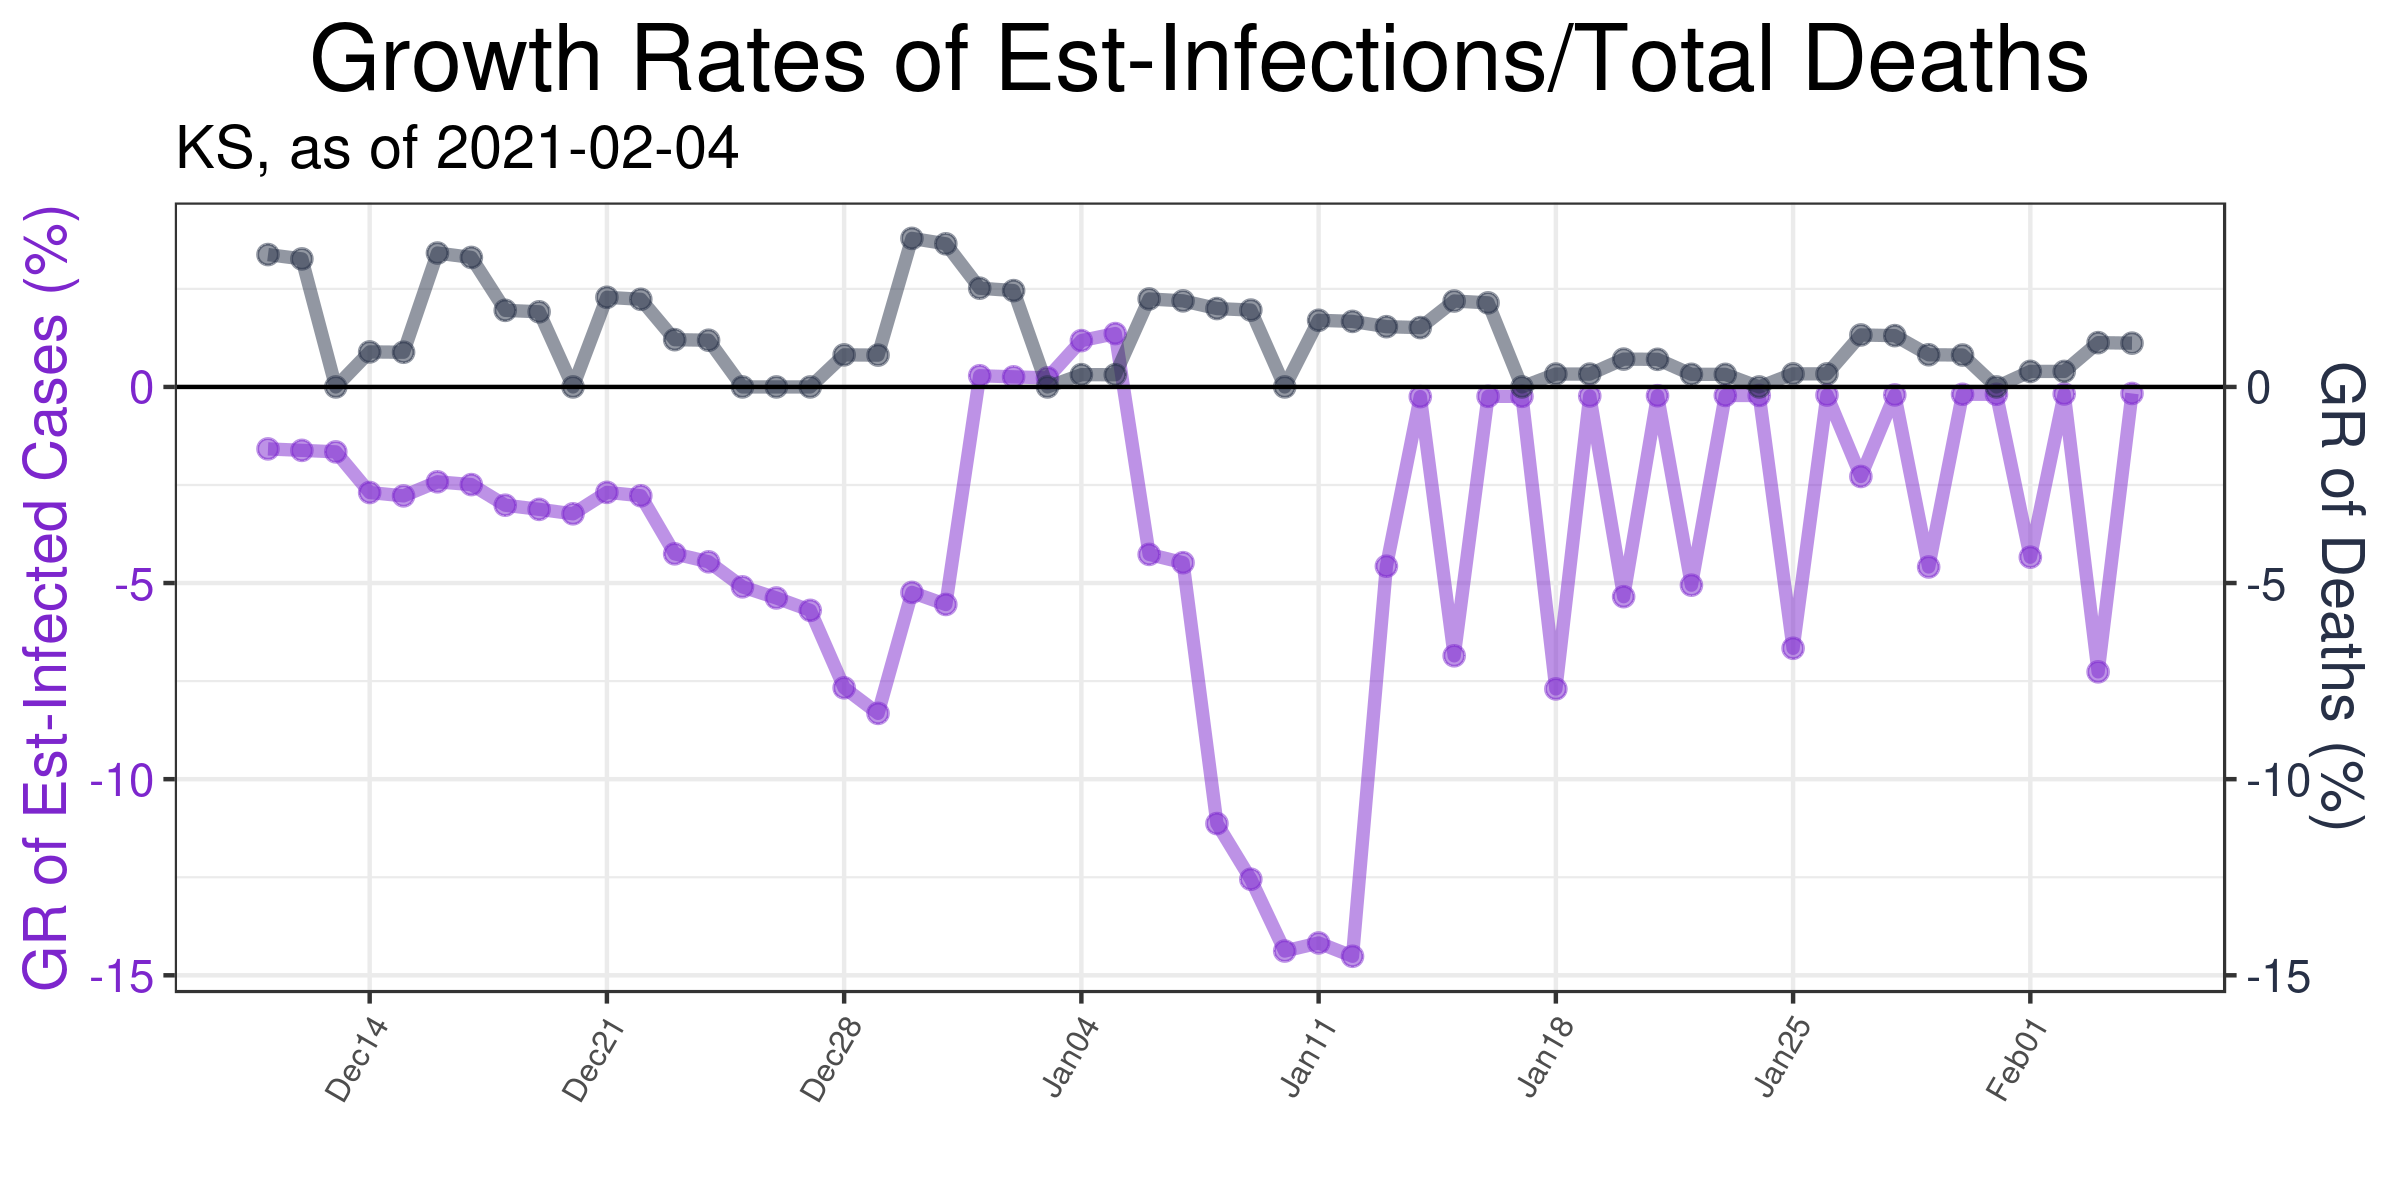 Growth Rates of Est-Infections/Total Deaths
KS, as of 2021-02-04
GR of Est-Infected Cases (%)
0
-5
-10
-15
0
-5
-10
-15
GR of Deaths (%)
Dec14
Dec21
Dec28
Jan04
Jan11
Jan18
Jan25
Feb01